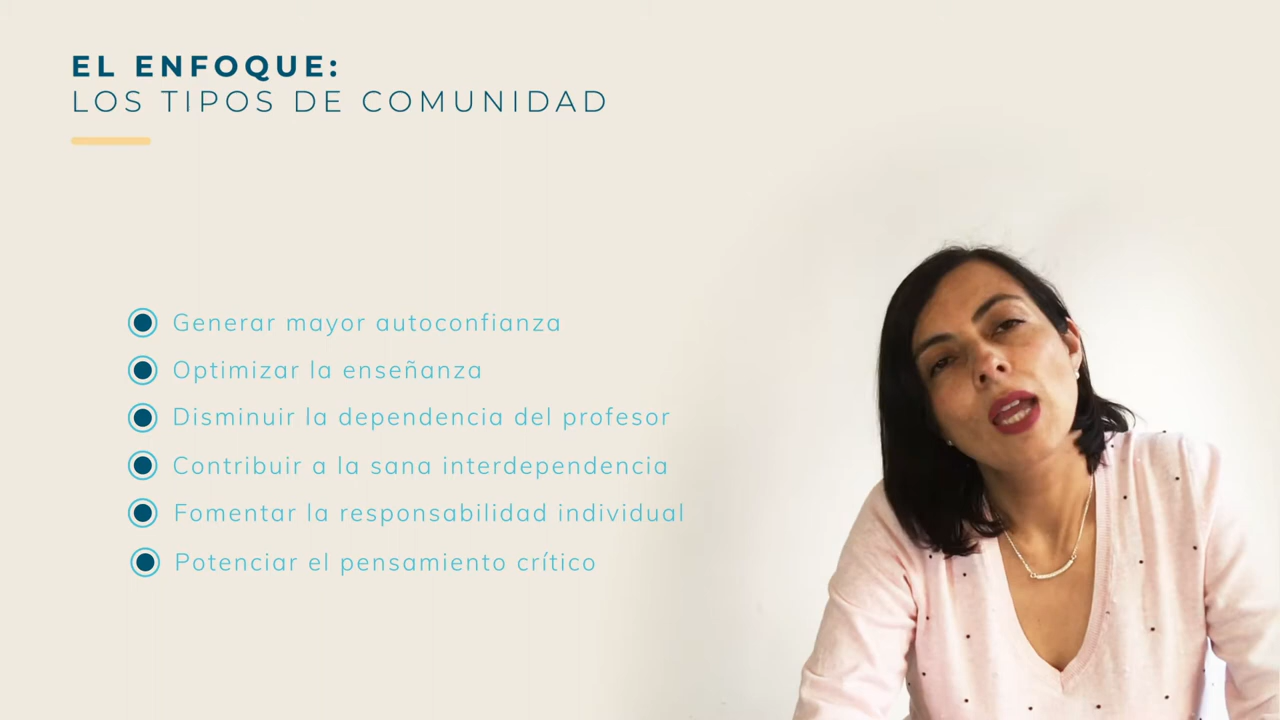 EL ENFOQUE:
LOS TIPOS DE COMUNIDAD
Generar mayor autoconfianza
Optimizar la enseñanza
Disminuir la dependencia del profesor
Contribuir a la sana interdependencia
Fomentar la responsabilidad individual
Potenciar el pensamiento crítico